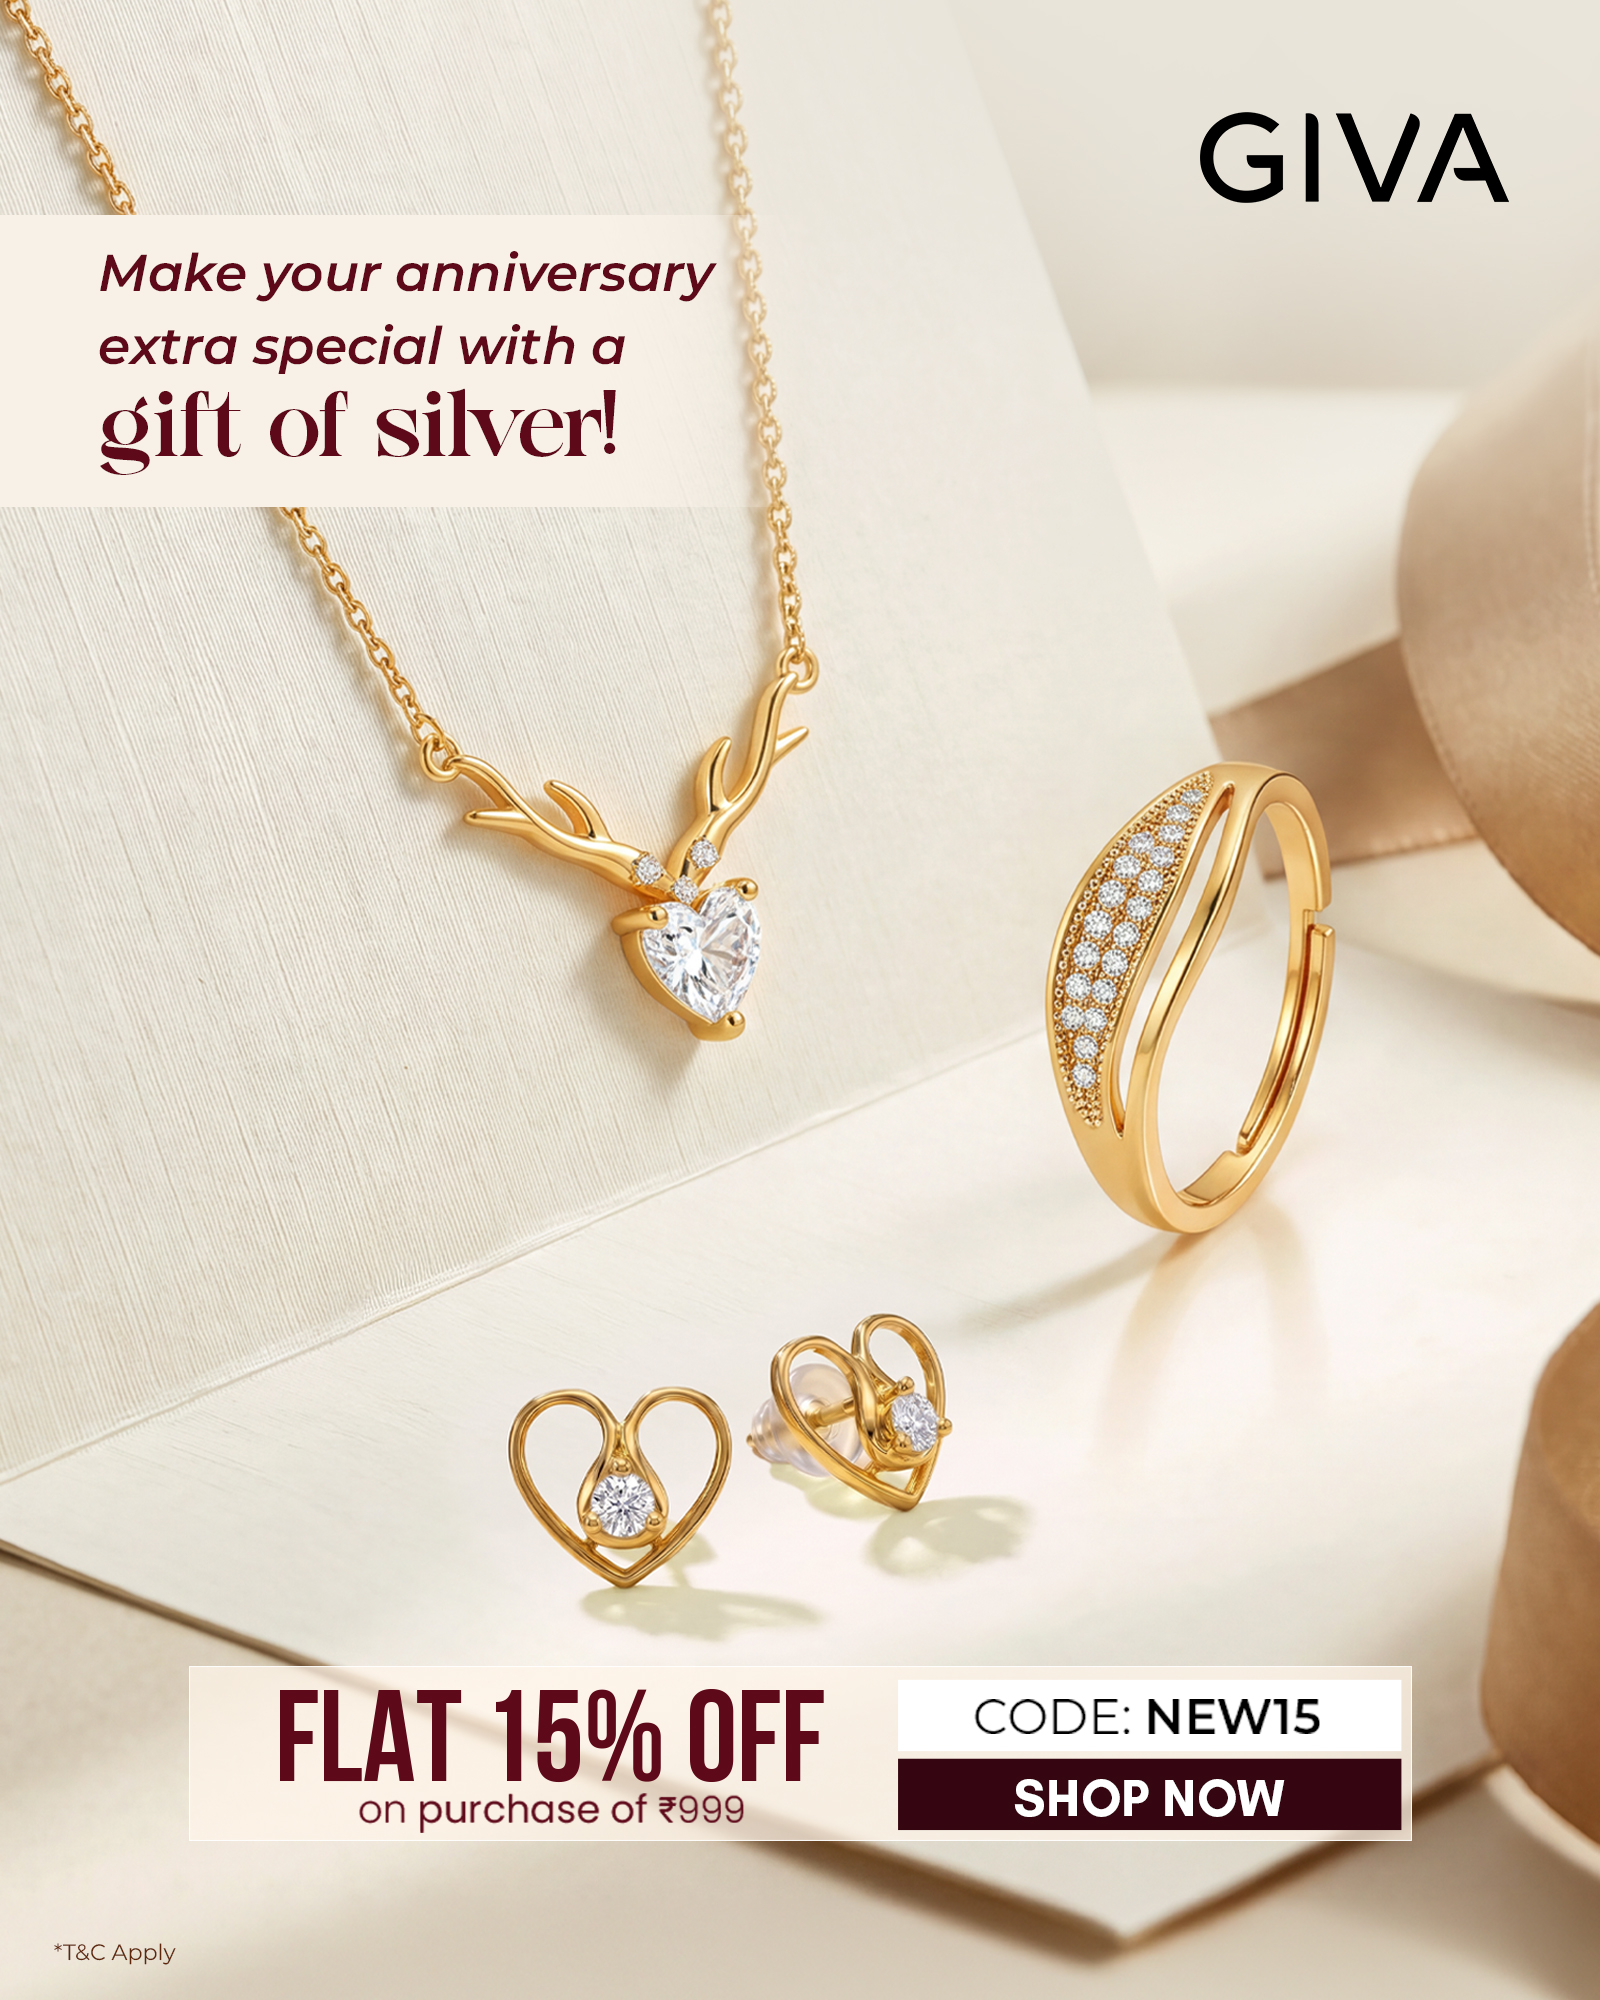 GIVA
Make your anniversary
extra special with a
gift of silver!
FLAT 15% OFF
on purchase of ₹999
CODE: NEW15
SHOP NOW
*T&C Apply